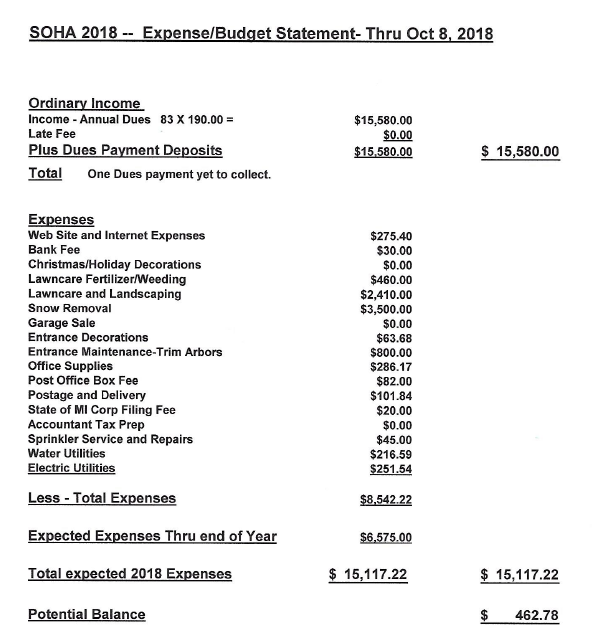 SOHA 2018 -- Expense/Budget Statement- Thru Oct 8, 2018
Ordinary Income
Income - Annual Dues 83 X 190.00 = $15,580.00
Late Fee $0.00
Plus Dues Payment Deposits $15,580.00 $ 15,580.00
Total One Dues payment yet to collect.
Expenses
Web Site and Internet Expenses $275.40
Bank Fee $30.00
Christmas/Holiday Decorations $0.00
Lawncare Fertilizer/Weeding $460.00
Lawncare and Landscaping $2,410.00
Snow Removal $3,500.00
Garage Sale $0.00
Entrance Decorations $63.68
Entrance Maintenance-Trim Arbors $800.00
Office Supplies $286.17
Post Office Box Fee $82.00
Postage and Delivery $101.84
State of MI Corp Filing Fee $20.00
Accountant Tax Prep $0.00
Sprinkler Service and Repairs $45.00
Water Utilities $216.59
Electric Utilities $251.54
Less - Total Expenses $8,542.22
Expected Expenses Thru end of Year $6,575.00
Total expected 2018 Expenses $ 15,117.22 $ 15,117.22
Potential Balance $ 462.78